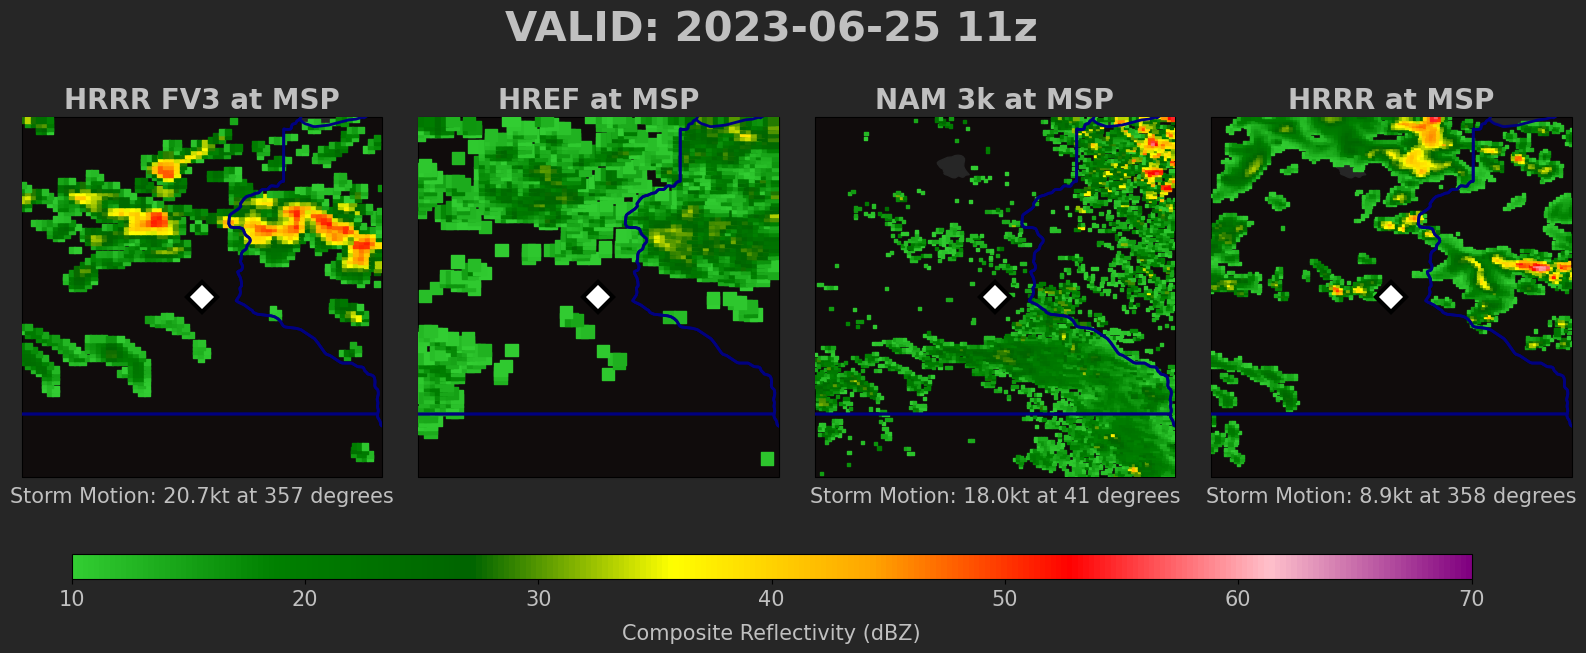 VALID: 2023-06-25 11z
HRRR FV3 at MSP
HREF at MSP
NAM 3k at MSP
HRRR at MSP
Storm Motion: 20.7kt at 357 degrees
Storm Motion: 18.0kt at 41 degrees
Storm Motion: 8.9kt at 358 degrees
10 20 30 40 50 60 70
Composite Reflectivity (dBZ)